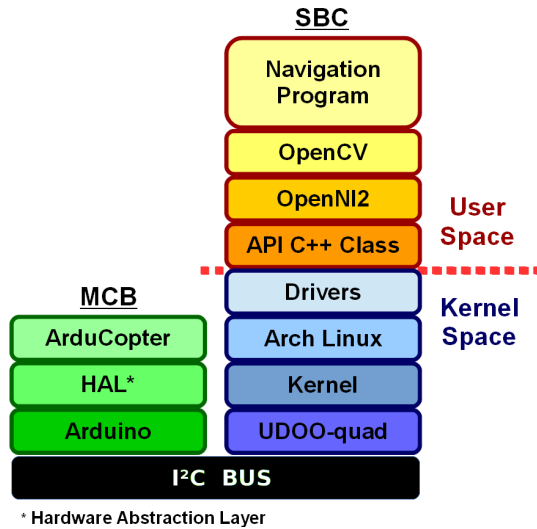 SBC
Navigation
Program
OpenCV
OpenNI2
API C++ Class
User
Space
MCB
Drivers
Kernel
Space
ArduCopter
Arch Linux
HAL*
Kernel
Arduino
UDOO-quad
I²C BUS
* Hardware Abstraction Layer